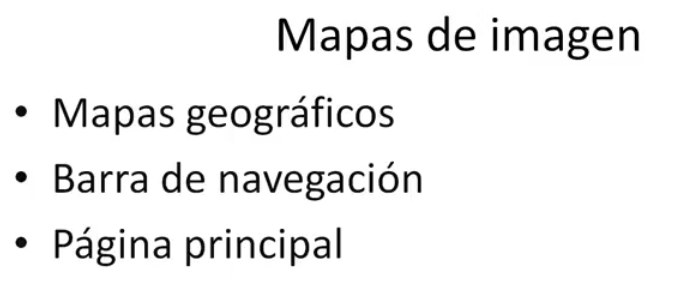 Mapas de imagen
• Mapas geográficos
• Barra de navegación
• Página principal